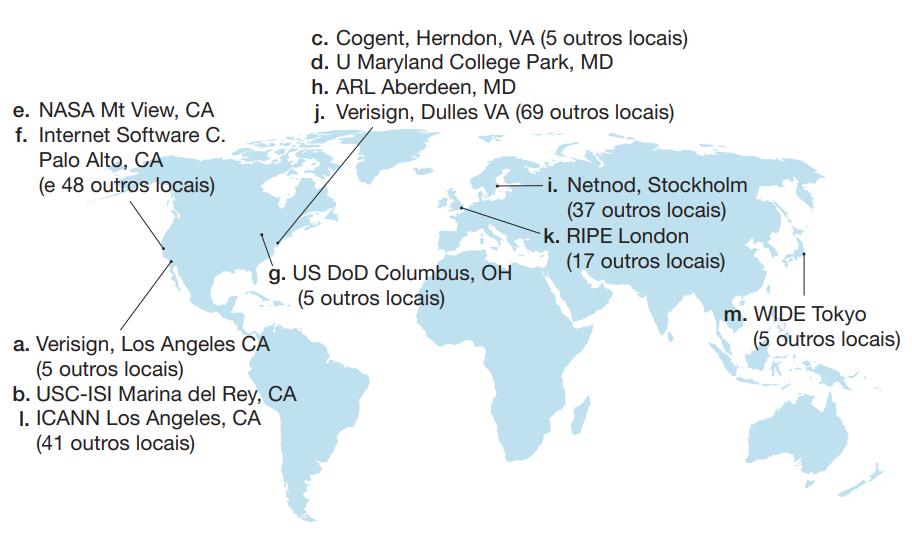 c. Cogent, Herndon, VA (5 outros locais)
d. U Maryland College Park, MD
h. ARL Aberdeen, MD
j. Verisign, Dulles VA (69 outros locais)
e. NASA Mt View, CA
f. Internet Software C.
Palo Alto, CA
(e 48 outros locais)
i. Netnod, Stockholm
(37 outros locais)
k. RIPE London
(17 outros locais)
g. US DoD Columbus, OH
(5 outros locais)
m. WIDE Tokyo
(5 outros locais)
a. Verisign, Los Angeles CA
(5 outros locais)
b. USC-ISI Marina del Rey, CA
l. ICANN Los Angeles, CA
(41 outros locais)